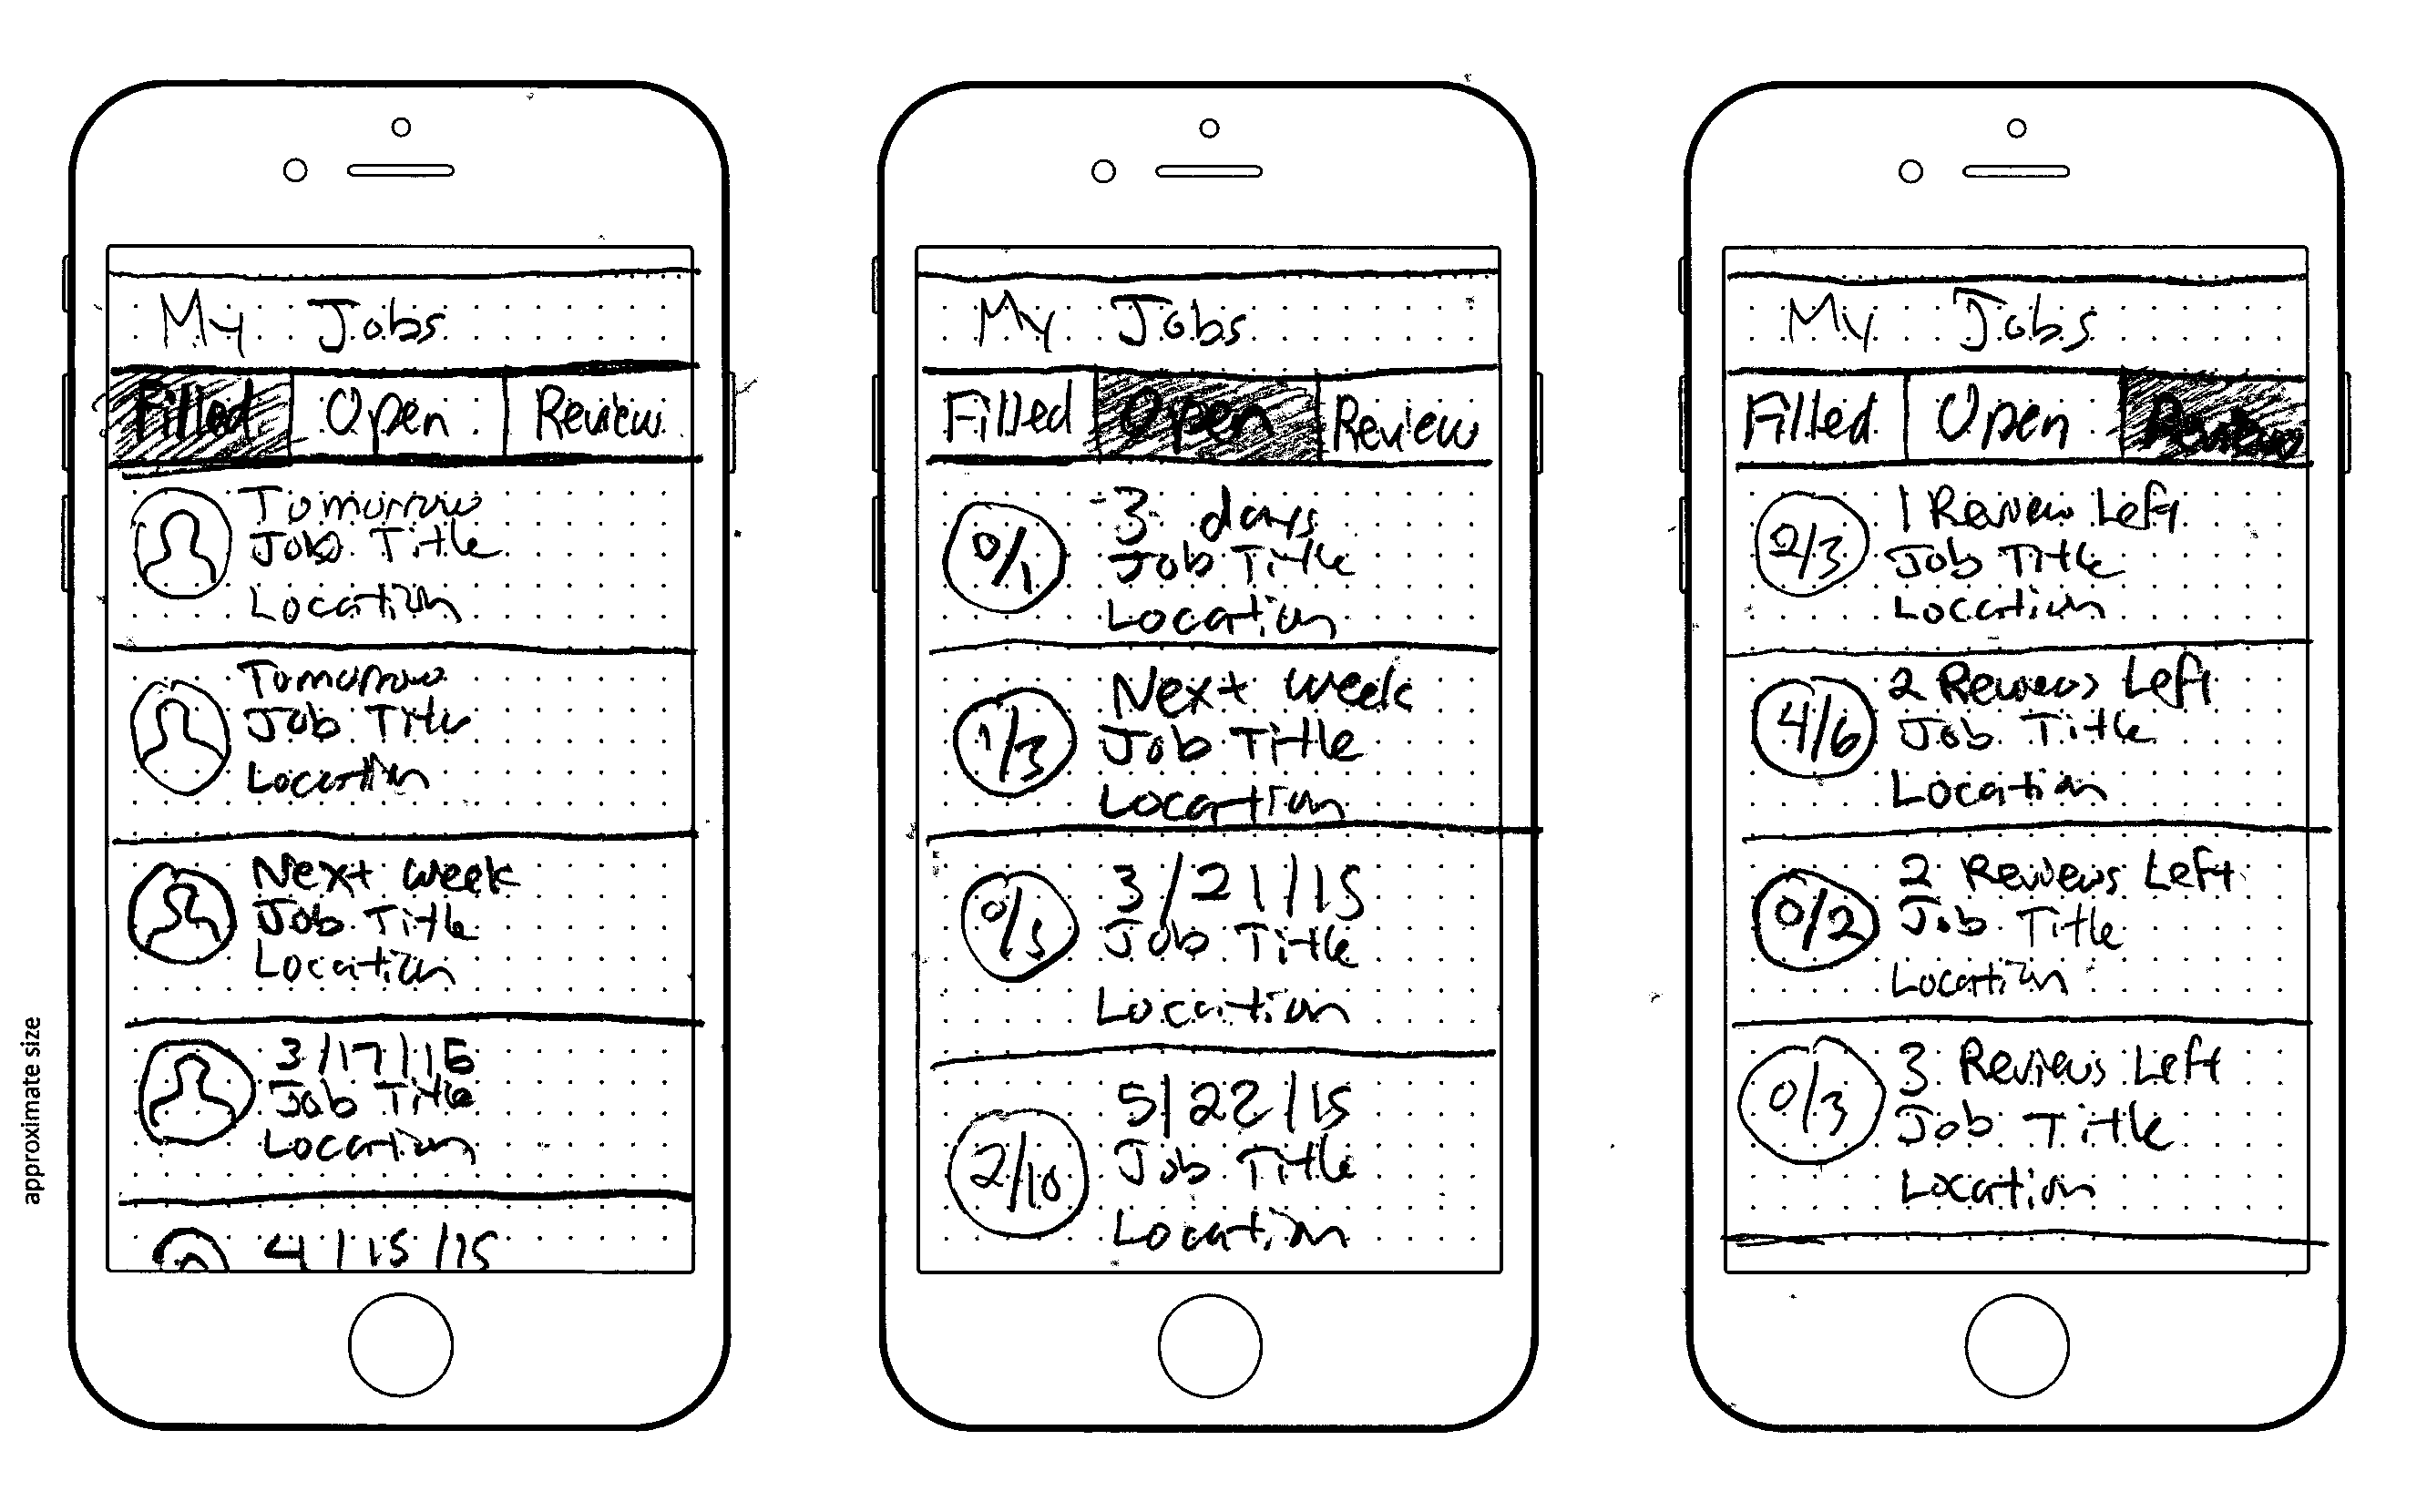 My Jobs
Filled Open Review
Tomorrow
Job Title
Location
Tomorrow
Job Title
Location
Next week
Job Title
Location
3/17/15
Job Title
Location
4/15/15
My Jobs
Filled Open Review
3 days
0/1
Job Title
Location
Next week
1/3
Job Title
Location
3/21/15
Job Title
Location
5/22/15
2/10
Job Title
Location
My Jobs
Filled Open Review
1 Review Left
2/3
Job Title
Location
2 Reviews Left
4/6
Job Title
Location
2 Reviews Left
0/2
Job Title
Location
3 Reviews Left
0/3
Job Title
Location
approximate size